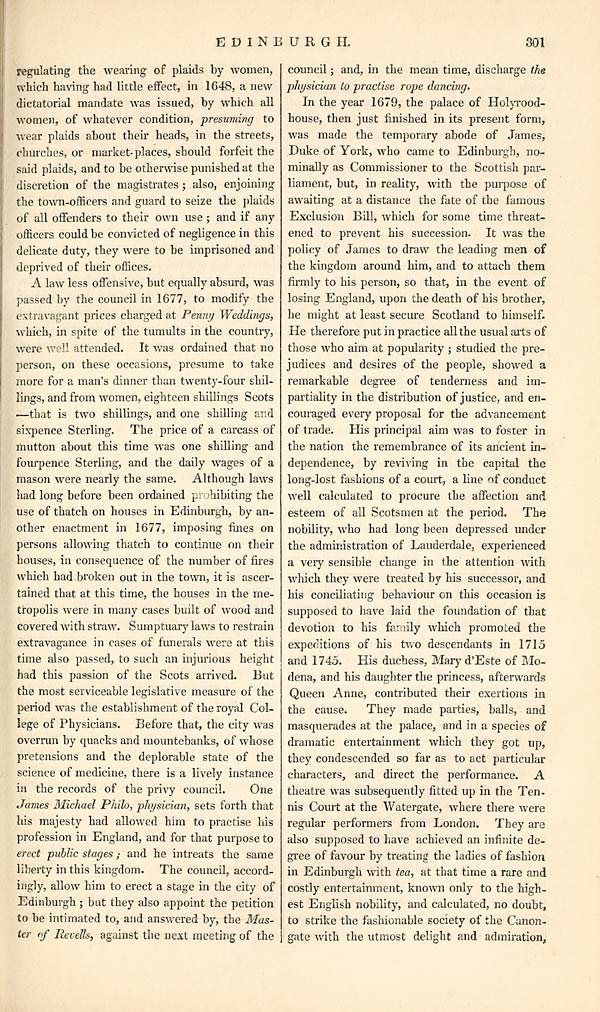 EDINBURGH.
301
regulating the wearing of plaids by women,
which having had little effect, in 1648, a new
dictatorial mandate was issued, by which all
women, of whatever condition, presuming to
wear plaids about their heads, in the streets,
churches, or market-places, should forfeit the
said plaids, and to be otherwise punished at the
discretion of the magistrates ; also, enjoining
the town-officers and guard to seize the plaids
of all offenders to their own use ; and if any
officers could be convicted of negligence in this
delicate duty, they were to be imprisoned and
deprived of their offices.
A law less offensive, but equally absurd, was
passed by the council in 1677, to modify the
extravagant prices charged at Penny Weddings,
which, in spite of the tumults in the country,
were well attended. It was ordained that no
person, on these occasions, presume to take
more for a man's dinner than twenty-four shil-
lings, and from women, eighteen shillings Scots
—that is two shillings, and one shilling and
sixpence Sterling. The price of a carcass of
mutton about this time was one shilling and
fourpence Sterling, and the daily wages of a
mason were nearly the same. Although laws
had long before been ordained prohibiting the
use of thatch on houses in Edinburgh, by an-
other enactment in 1677, imposing fines on
persons allowing thatch to continue on their
houses, in consequence of the number of fires
which had broken out in the town, it is ascer-
tained that at this time, the houses in the me-
tropolis were in many cases built of wood and
covered with straw. Sumptuary laws to restrain
extravagance in cases of funerals were at this
time also passed, to such an injurious height
had this passion of the Scots arrived. But
the most serviceable legislative measure of the
period was the establishment of the royal Col-
lege of Physicians. Before that, the city was
overrun by quacks and mountebanks, of whose
pretensions and the deplorable state of the
science of medicine, there is a lively instance
in the records of the privy council. One
James Michael Philo, physician, sets forth that
his majesty had allowed him to practise his
profession in England, and for that purpose to
erect public stages ; and he intreats the same
liberty in this kingdom. The council, accord-
ingly, allow him to erect a stage in the city of
Edinburgh ; but they also appoint the petition
to be intimated to, and answered by, the Mas-
ter of Revells, against the next meeting of the
council ; and, in the mean time, discharge the
physician to practise rope dancing.
In the year 1679, the palace of Holyrood-
house, then just finished in its present form,
was made the temporary abode of James,
Duke of York, who came to Edinburgh, no-
minally as Commissioner to the Scottish par-
liament, but, in reality, with the purpose of
awaiting at a distance the fate of the famous
Exclusion Bill, which for some time threat-
ened to prevent his succession. It was the
policy of James to draw the leading men of
the kingdom around him, and to attach them
firmly to his person, so that, in the event of
losing England, upon the death of his brother,
he might at least secure Scotland to himself.
He therefore put in practice all the usual arts of
those who aim at popularity ; studied the pre-
judices and desires of the people, showed a
remarkable degree of tenderness and im-
partiality in the distribution of justice, and en-
couraged every proposal for the advancement
of trade. His principal aim was to foster in
the nation the remembrance of its ancient in-
dependence, by reviving in the capital the
long-lost fashions of a court, a line of conduct
well calculated to procure the affection and
esteem of all Scotsmen at the period. The
nobility, who had long been depressed under
the administration of Lauderdale, experienced
a very sensible change in the attention with
which they were treated by his successor, and
his conciliating behaviour on this occasion is
supposed to have laid the foundation of that
devotion to his family which promoted the
expeditions of his two descendants in 1715
and 1745. His duchess, Mary d'Este of Mo-
dena, and his daughter the princess, afterwards
Queen Anne, contributed their exertions in
the cause. They made parties, balls, and
masquerades at the palace, and in a species of
dramatic entertainment which they got up,
they condescended so far as to act particular
characters, and direct the performance. A
theatre was subsequently fitted up in the Ten-
nis Court at the Watergate, where there were
regular performers from London. They are
also supposed to have achieved an infinite de-
gree of favour by treating the ladies of fashion
in Edinburgh with tea, at that time a rare and
costly entertainment, known only to the high-
est English nobility, and calculated, no doubt,
to strike the fashionable society of the Canon-
gate with the utmost delight and admiration,